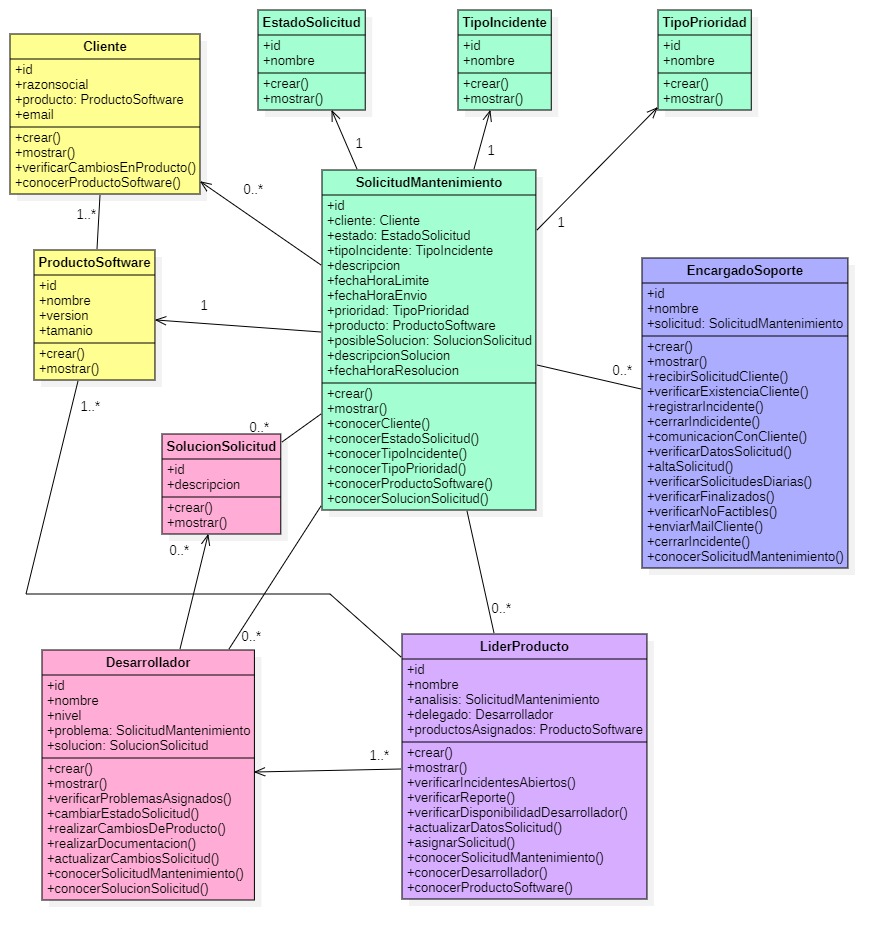 EstadoSolicitud
+id
+nombre
+crear()
+mostrar()
TipoIncidente
+id
+nombre
+crear()
+mostrar()
TipoPrioridad
+id
+nombre
+crear()
+mostrar()
Cliente
+id
+razonsocial
+producto: ProductoSoftware
+email
+crear()
+mostrar()
+verificarCambiosEnProducto()
+conocerProductoSoftware()
1
1
1
0..*
1..*
SolicitudMantenimiento
+id
+cliente: Cliente
+estado: EstadoSolicitud
+tipoIncidente: TipoIncidente
+descripcion
+fechaHoraLimite
+fechaHoraEnvio
+prioridad: TipoPrioridad
+producto: ProductoSoftware
+posibleSolucion: SolucionSolicitud
+descripcionSolucion
+fechaHoraResolucion
+crear()
+mostrar()
+conocerCliente()
+conocerEstadoSolicitud()
+conocerTipoIncidente()
+conocerTipoPrioridad()
+conocerProductoSoftware()
+conocerSolucionSolicitud()
ProductoSoftware
+id
+nombre
+version
+tamanio
+crear()
+mostrar()
1
1..*
EncargadoSoporte
+id
+nombre
+solicitud: SolicitudMantenimiento
+crear()
+mostrar()
+recibirSolicitudCliente()
+verificarExistenciaCliente()
+registrarIncidente()
+cerrarIndicidente()
+comunicacionConCliente()
+verificarDatosSolicitud()
+altaSolicitud()
+verificarSolicitudesDiarias()
+verificarFinalizados()
+verificarNoFactibles()
+enviarMailCliente()
+cerrarIncidente()
+conocerSolicitudMantenimiento()
0..*
0..*
SolucionSolicitud
+id
+descripcion
+crear()
+mostrar()
0..*
0..*
0..*
Desarrollador
+id
+nombre
+nivel
+problema: SolicitudMantenimiento
+solucion: SolucionSolicitud
+crear()
+mostrar()
+verificarProblemasAsignados()
+cambiarEstadoSolicitud()
+realizarCambiosDeProducto()
+realizarDocumentacion()
+actualizarCambiosSolicitud()
+conocerSolicitudMantenimiento()
+conocerSolucionSolicitud()
1..*
LiderProducto
+id
+nombre
+analisis: SolicitudMantenimiento
+delegado: Desarrollador
+productosAsignados: ProductoSoftware
+crear()
+mostrar()
+verificarIncidentesAbiertos()
+verificarReporte()
+verificarDisponibilidadDesarrollador()
+actualizarDatosSolicitud()
+asignarSolicitud()
+conocerSolicitudMantenimiento()
+conocerDesarrollador()
+conocerProductoSoftware()